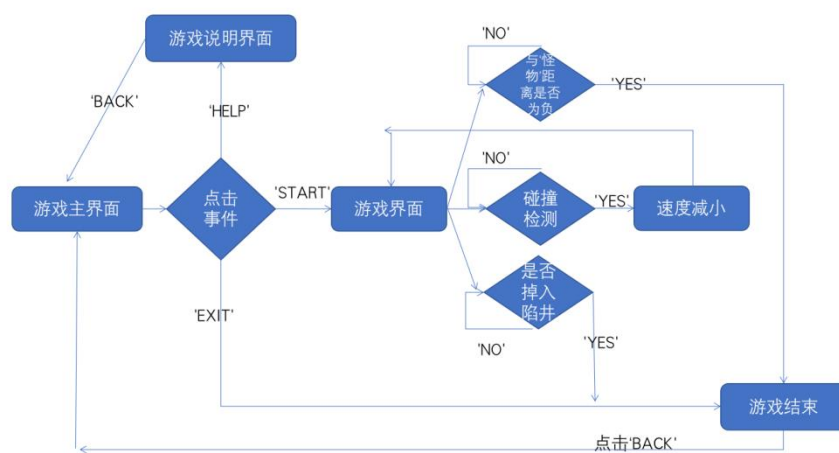 游戏说明界面
'NO'
与'怪
物'距
离是否
为负
'YES'
'BACK'
'HELP'
'NO'
游戏主界面
点击
事件
'START'
游戏界面
碰撞
检测
'YES'
速度减小
是否
掉入
陷井
'EXIT'
'NO'
'YES'
游戏结束
点击'BACK'